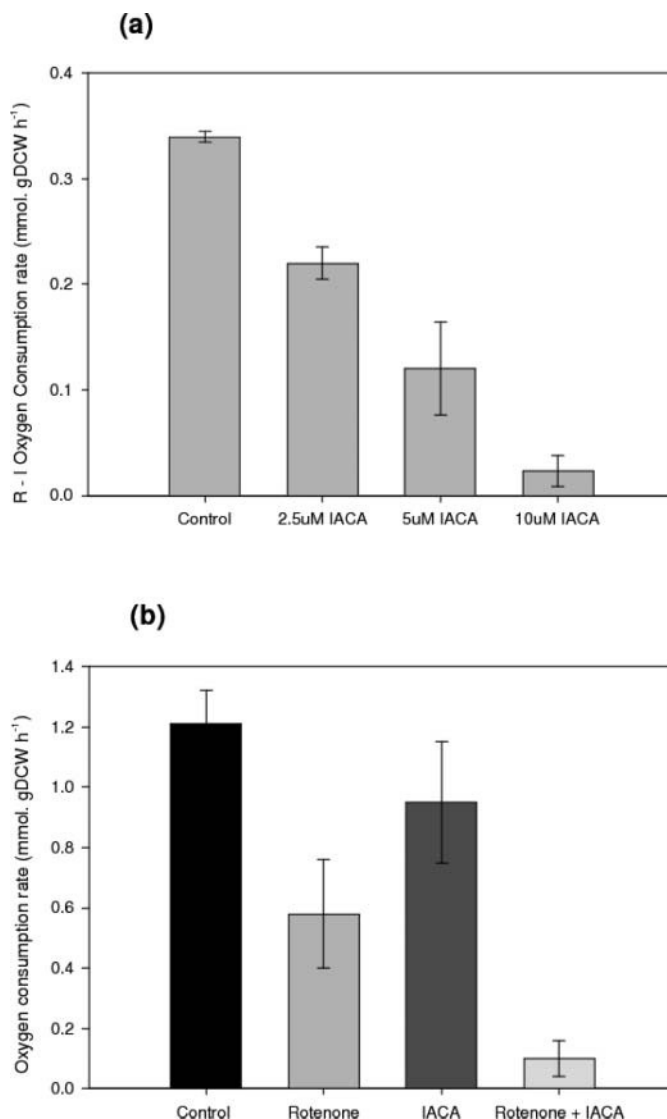 (a)
R - I Oxygen Consumption rate (mmol. gDCW h⁻¹)
0.4
0.3
0.2
0.1
0.0
Control 2.5uM IACA 5uM IACA 10uM IACA
(b)
Oxygen consumption rate (mmol. gDCW h⁻¹)
1.4
1.2
1.0
0.8
0.6
0.4
0.2
0.0
Control Rotenone IACA Rotenone + IACA